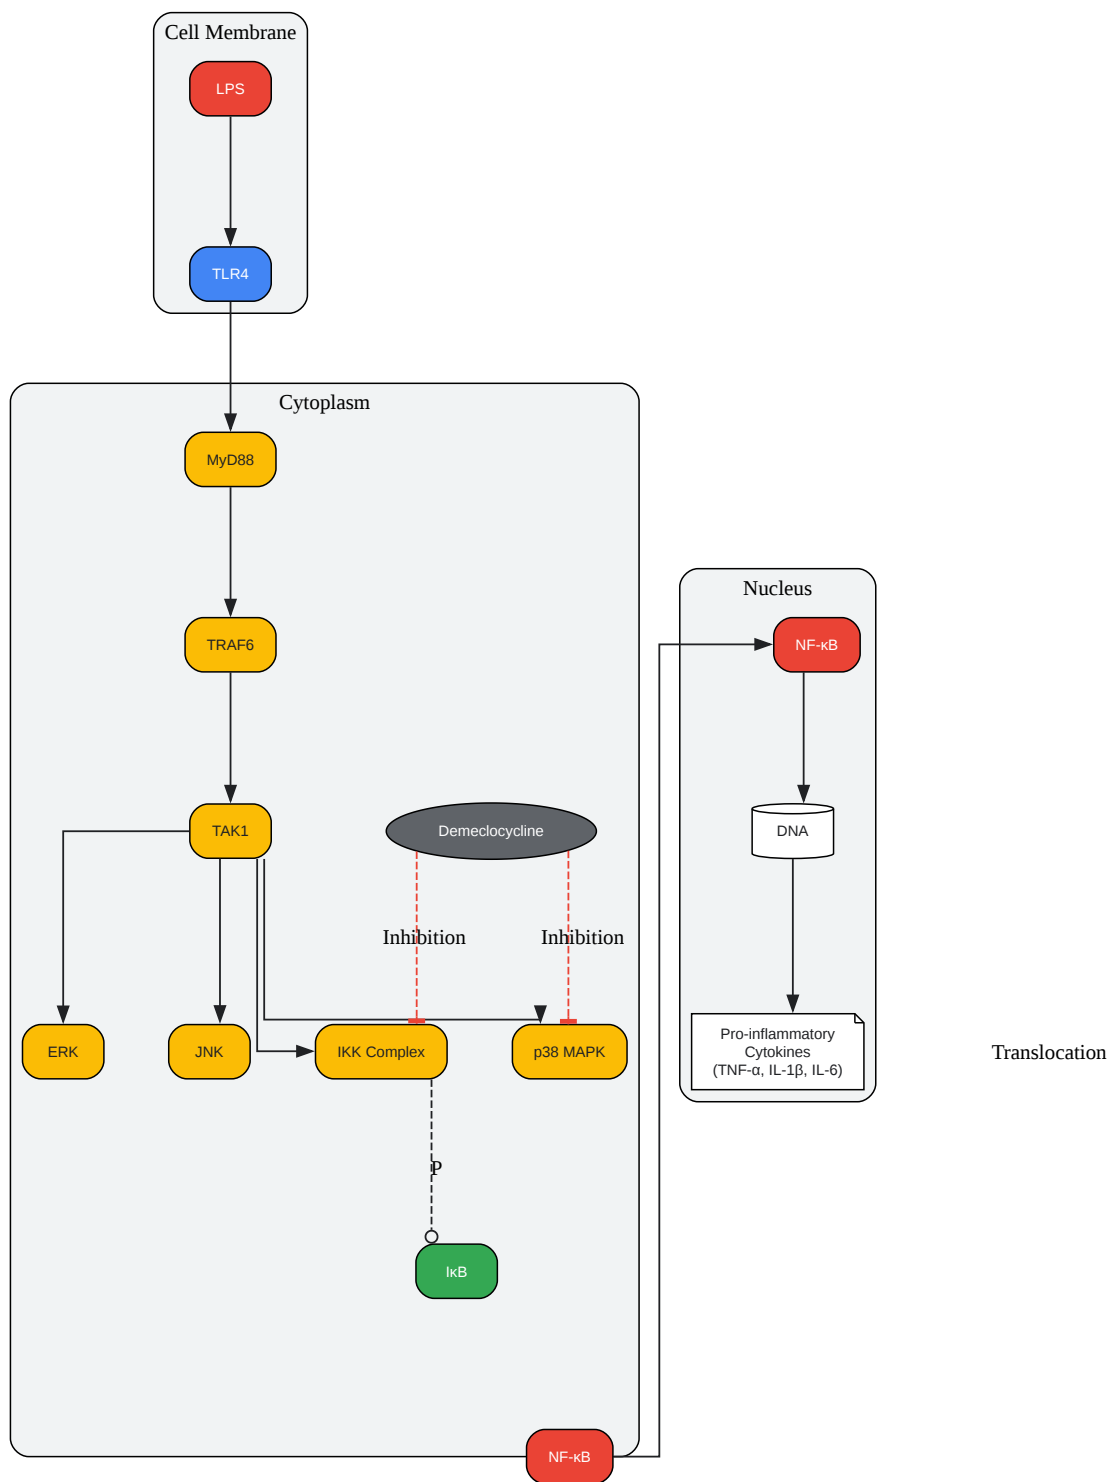 Cell Membrane
LPS
TLR4
Cytoplasm
MyD88
TRAF6
TAK1
Demeclocycline
Inhibition
Inhibition
ERK
JNK
IKK Complex
p38 MAPK
P
IκB
NF-κB
Nucleus
NF-κB
DNA
Pro-inflammatory
Cytokines
(TNF-α, IL-1β, IL-6)
Translocation